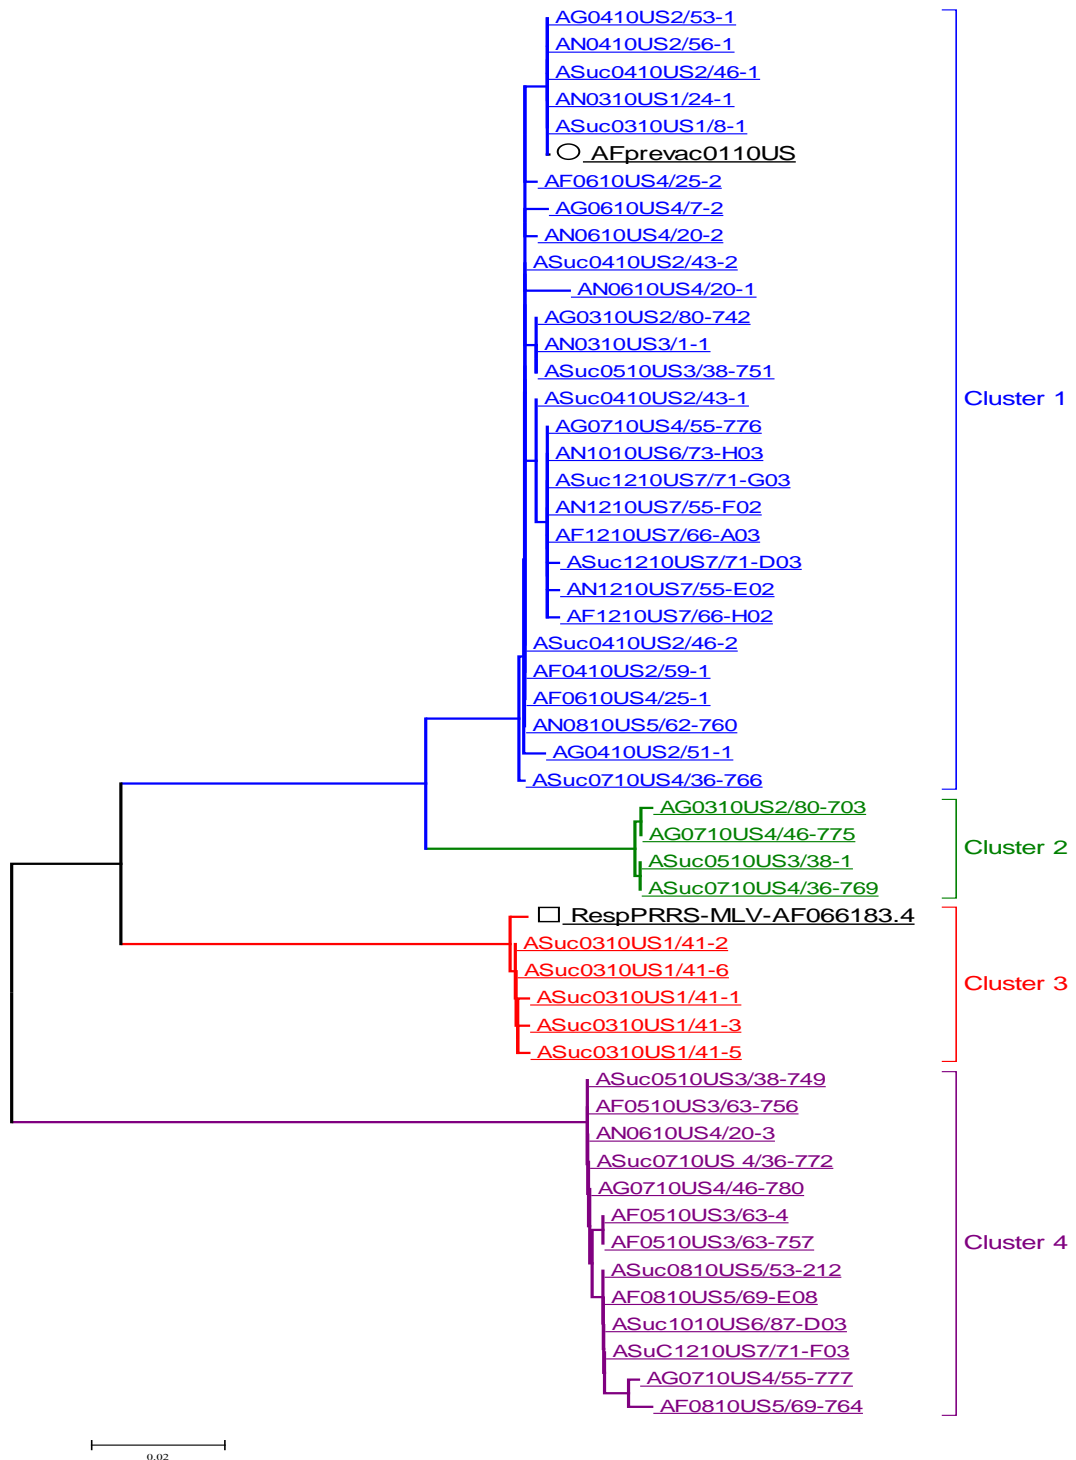 AG0410US2/53-1
AN0410US2/56-1
ASuc0410US2/46-1
AN0310US1/24-1
ASuc0310US1/8-1
AFprevac0110US
AF0610US4/25-2
AG0610US4/7-2
AN0610US4/20-2
ASuc0410US2/43-2
AN0610US4/20-1
AG0310US2/80-742
AN0310US3/1-1
ASuc0510US3/38-751
ASuc0410US2/43-1
Cluster 1
AG0710US4/55-776
AN1010US6/73-H03
ASuc1210US7/71-G03
AN1210US7/55-F02
AF1210US7/66-A03
ASuc1210US7/71-D03
AN1210US7/55-E02
AF1210US7/66-H02
ASuc0410US2/46-2
AF0410US2/59-1
AF0610US4/25-1
AN0810US5/62-760
AG0410US2/51-1
ASuc0710US4/36-766
AG0310US2/80-703
AG0710US4/46-775
Cluster 2
ASuc0510US3/38-1
ASuc0710US4/36-769
RespPRRS-MLV-AF066183.4
ASuc0310US1/41-2
ASuc0310US1/41-6
Cluster 3
ASuc0310US1/41-1
ASuc0310US1/41-3
ASuc0310US1/41-5
ASuc0510US3/38-749
AF0510US3/63-756
AN0610US4/20-3
ASuc0710US 4/36-772
AG0710US4/46-780
AF0510US3/63-4
AF0510US3/63-757
Cluster 4
ASuc0810US5/53-212
AF0810US5/69-E08
ASuc1010US6/87-D03
ASuC1210US7/71-F03
AG0710US4/55-777
AF0810US5/69-764
0.02